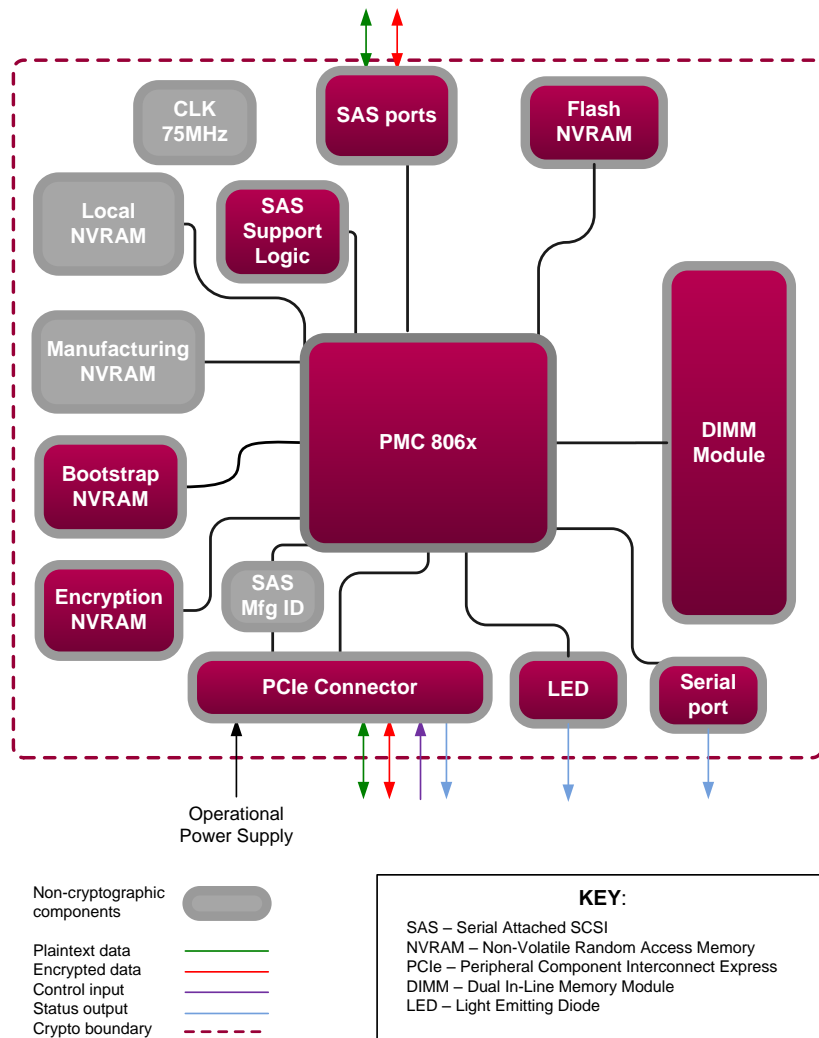 CLK
75MHz
SAS ports
Flash
NVRAM
Local
NVRAM
SAS
Support
Logic
Manufacturing
NVRAM
PMC 806x
DIMM
Module
Bootstrap
NVRAM
Encryption
NVRAM
SAS
Mfg ID
PCIe Connector
LED
Serial
port
Operational
Power Supply
Non-cryptographic
components
Plaintext data
Encrypted data
Control input
Status output
Crypto boundary
KEY:
SAS – Serial Attached SCSI
NVRAM – Non-Volatile Random Access Memory
PCIe – Peripheral Component Interconnect Express
DIMM – Dual In-Line Memory Module
LED – Light Emitting Diode